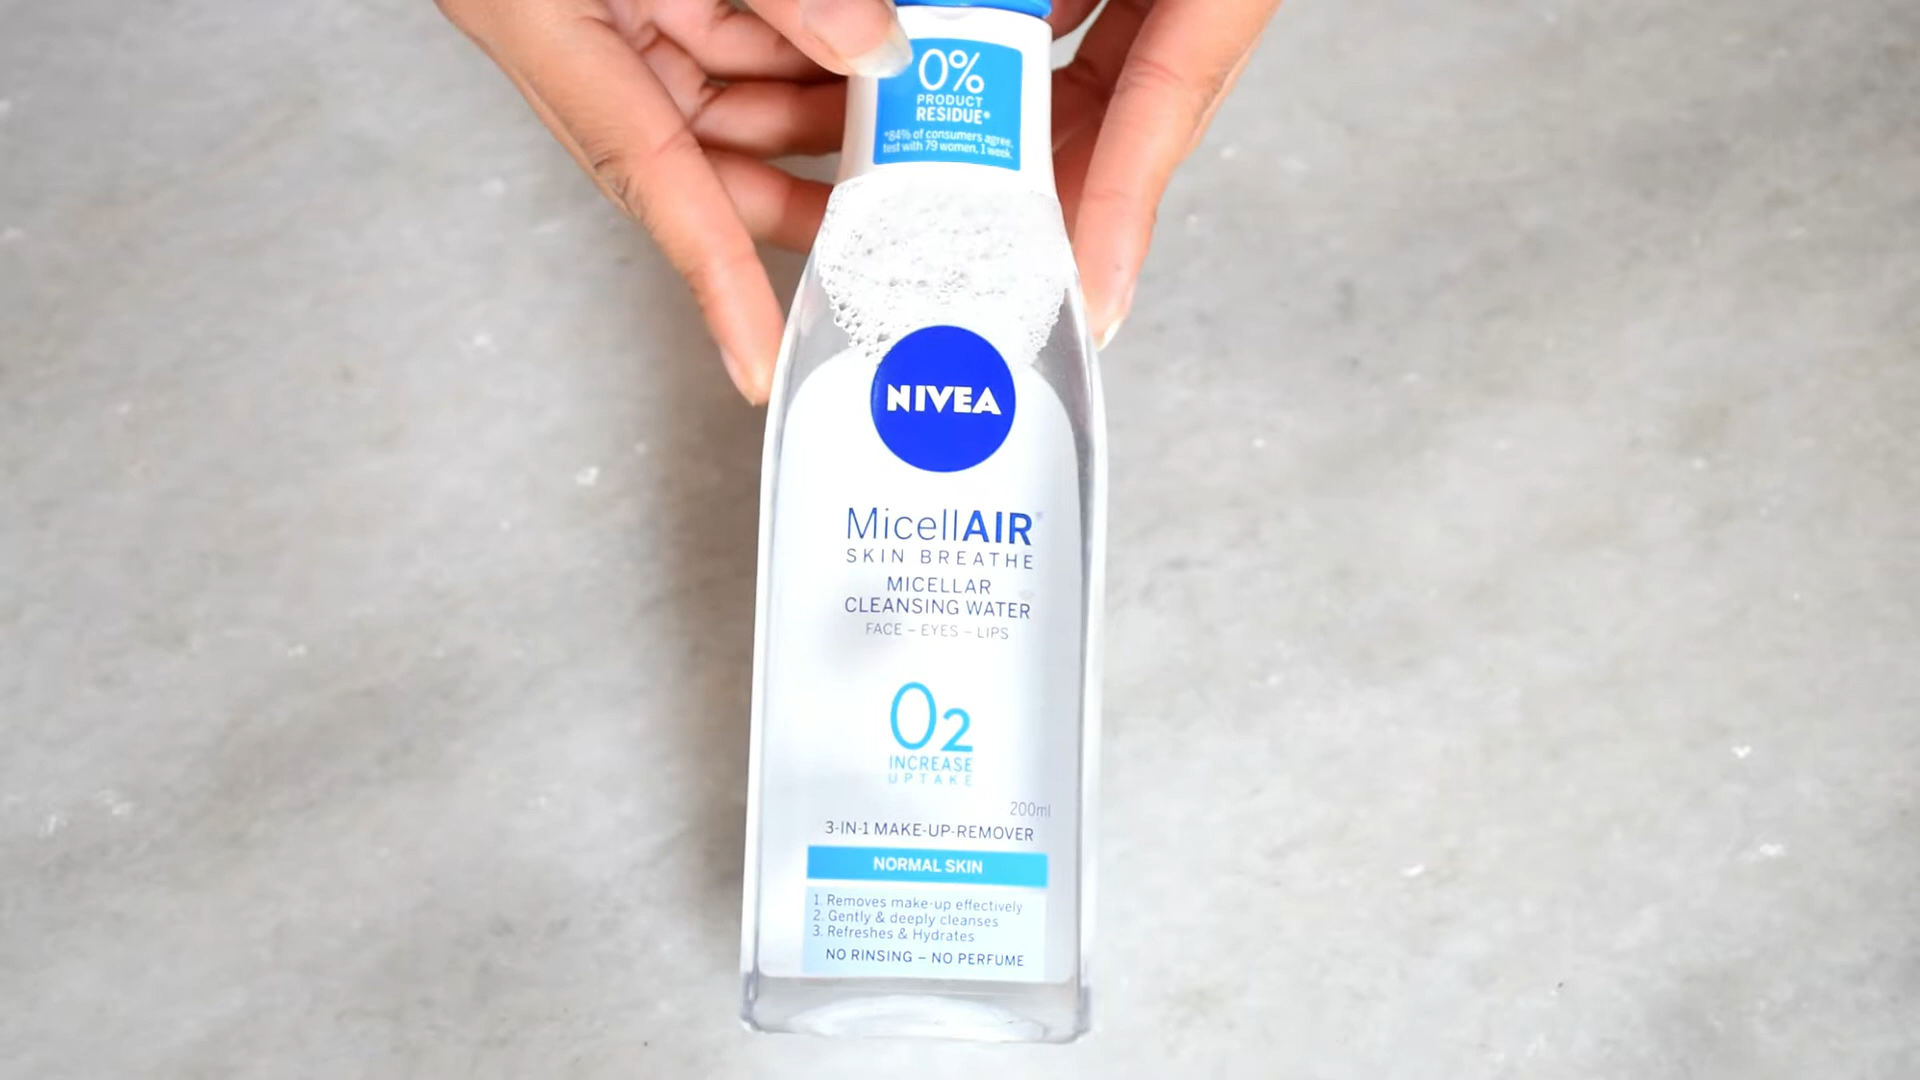 0%
PRODUCT
RESIDUE*
*84% of consumers agree,
test with 79 women, 1 week.
NIVEA
MicellAIR®
SKIN BREATHE
MICELLAR
CLEANSING WATER
FACE – EYES – LIPS
O2
INCREASE
UPTAKE
200ml
3-IN-1 MAKE-UP-REMOVER
NORMAL SKIN
1. Removes make-up effectively
2. Gently & deeply cleanses
3. Refreshes & Hydrates
NO RINSING – NO PERFUME